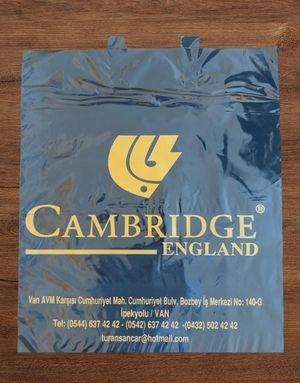 CAMBRIDGE®
ENGLAND
Van AVM Karşısı Cumhuriyet Mah. Cumhuriyet Bulv. Bozbey İş Merkezi No: 140-G
İpekyolu / VAN
Tel: (0544) 637 42 42 - (0542) 637 42 42 -(0432) 502 42 42
turansancar@hotmail.com